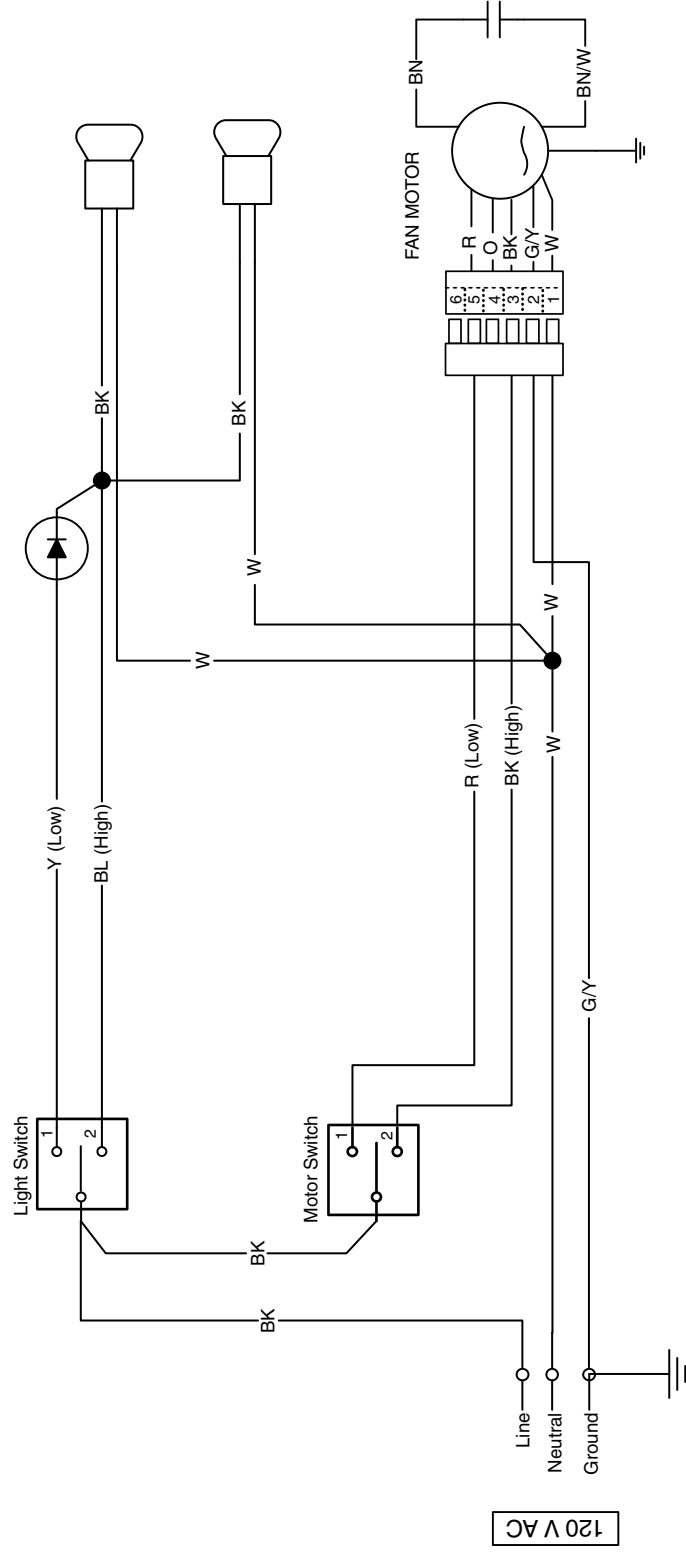 BN
BN/W
FAN MOTOR
R
O
BK
G/Y
W
6
5
4
3
2
1
BK
BK
W
W
W
R (Low)
BK (High)
W
Y (Low)
BL (High)
G/Y
Light Switch
1
2
Motor Switch
1
2
BK
BK
Line
Neutral
Ground
120 V AC